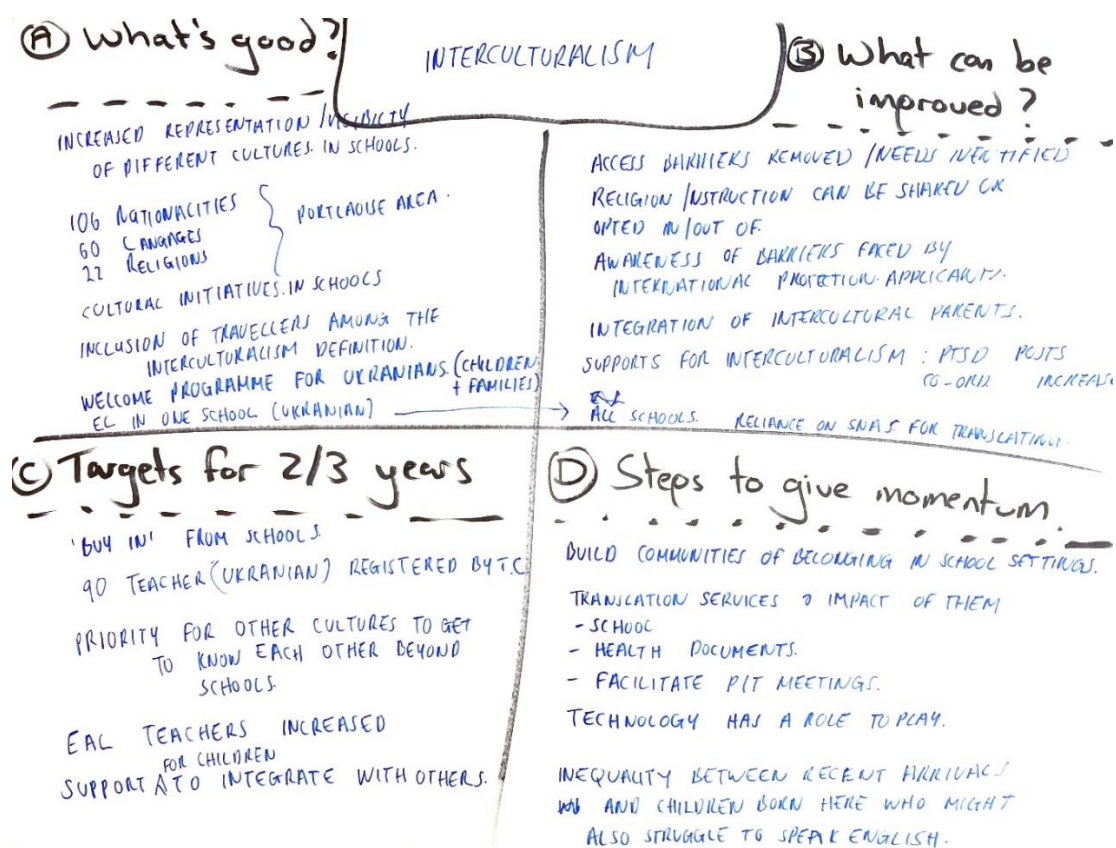 INTERCULTURALISM
Ⓐ What's good?
INCREASED REPRESENTATION / VISIBILTY
OF DIFFERENT CULTURES. IN SCHOOLS.
106 NATIONALITIES
60 LANGAGES
22 RELIGIONS
PORTLAOISE AREA.
CULTURAL INITIATIVES. IN SCHOOLS
INCLUSION OF TRAVELLERS AMONG THE
INTERCULTURALISM DEFINITION.
WELCOME PROGRAMME FOR UKRANIANS. (CHILDREN
+ FAMILIES)
EL IN ONE SCHOOL (UKRANIAN) →
Ⓑ What can be
improved?
ACCESS BARRIERS REMOVED / NEEDS IDENTIFIED
RELIGION / INSTRUCTION CAN BE SHARED OR
OPTED IN / OUT OF.
AWARENESS OF BARRIERS FACED BY
INTERNATIONAL PROTECTION. APPLICANTS.
INTEGRATION OF INTERCULTURAL PARENTS.
SUPPORTS FOR INTERCULTURALISM : PTSD POSTS
CO-ORD INCREASE
ALL SCHOOLS. RELIANCE ON SNAS FOR TRANSLATING.
Ⓒ Targets for 2/3 years
'BUY IN' FROM SCHOOLS.
90 TEACHER (UKRANIAN) REGISTERED BY T.C.
PRIORITY FOR OTHER CULTURES TO GET
TO KNOW EACH OTHER BEYOND
SCHOOLS.
EAL TEACHERS INCREASED
FOR CHILDREN
SUPPORT ^ TO INTEGRATE WITH OTHERS.
Ⓓ Steps to give momentum.
BUILD COMMUNITIES OF BELONGING IN SCHOOL SETTINGS.
TRANSLATION SERVICES IMPACT OF THEM
- SCHOOL
- HEALTH DOCUMENTS.
- FACILITATE P/T MEETINGS.
TECHNOLOGY HAS A ROLE TO PLAY.
INEQUALITY BETWEEN RECENT ARRIVALS
AND CHILDREN BORN HERE WHO MIGHT
ALSO STRUGGLE TO SPEAK ENGLISH.